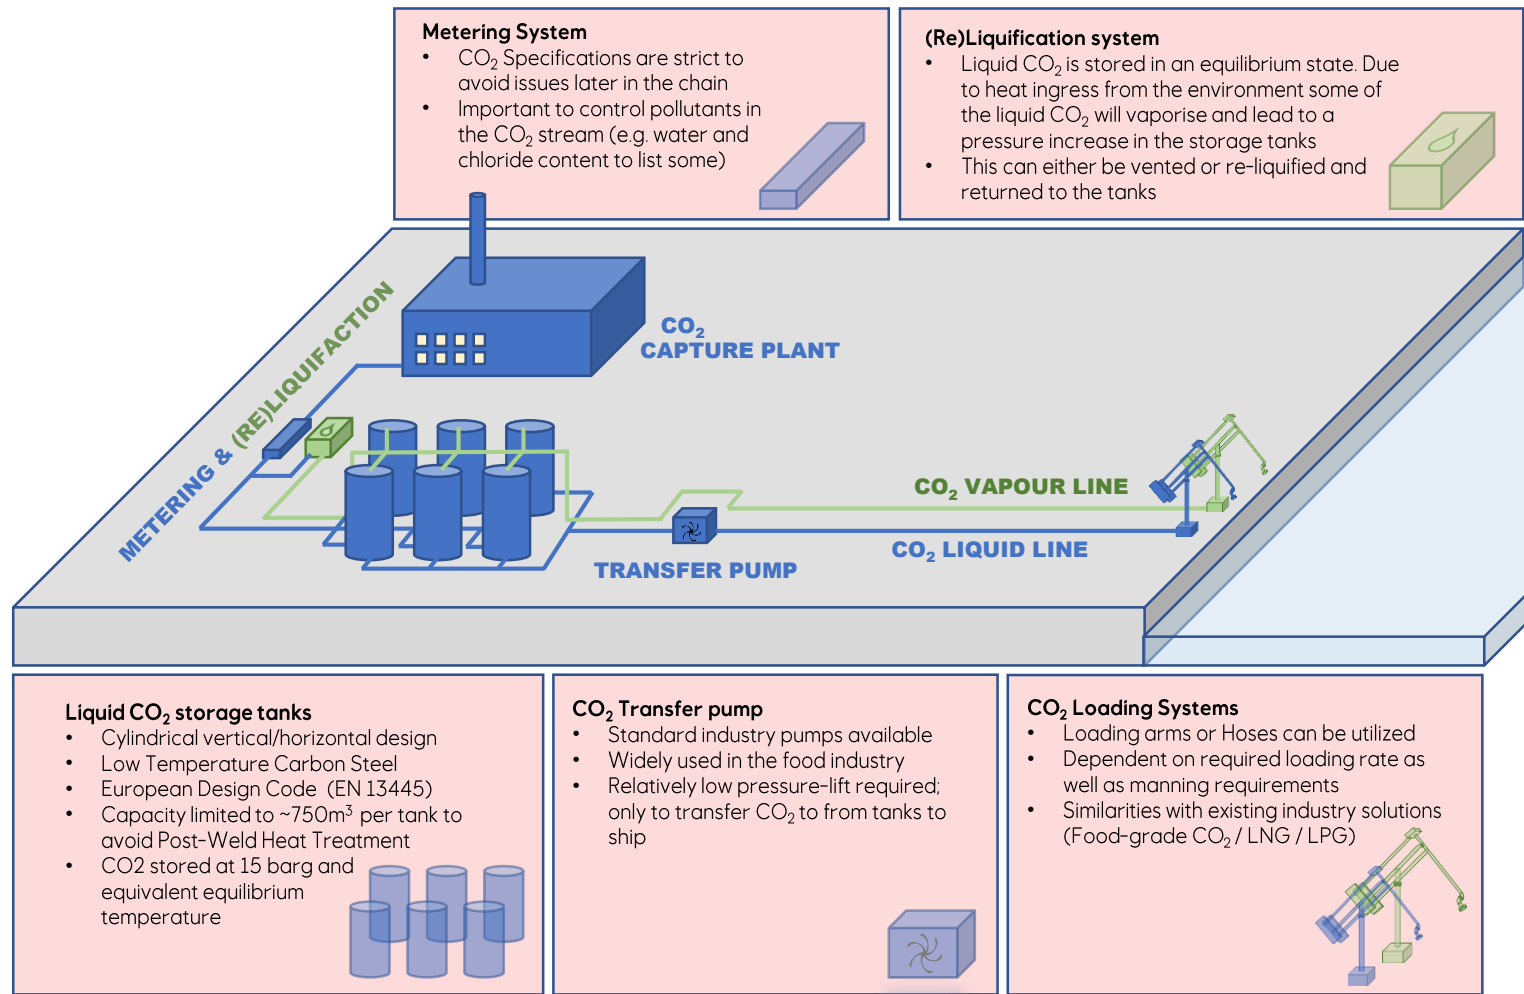 Metering System
• CO₂ Specifications are strict to
avoid issues later in the chain
• Important to control pollutants in
the CO₂ stream (e.g. water and
chloride content to list some)
(Re)Liquification system
• Liquid CO₂ is stored in an equilibrium state. Due
to heat ingress from the environment some of
the liquid CO₂ will vaporise and lead to a
pressure increase in the storage tanks
• This can either be vented or re-liquified and
returned to the tanks
METERING & (RE)LIQUIFACTION
CO₂
CAPTURE PLANT
CO₂ VAPOUR LINE
CO₂ LIQUID LINE
TRANSFER PUMP
Liquid CO₂ storage tanks
• Cylindrical vertical/horizontal design
• Low Temperature Carbon Steel
• European Design Code (EN 13445)
• Capacity limited to ~750m³ per tank to
avoid Post-Weld Heat Treatment
• CO2 stored at 15 barg and
equivalent equilibrium
temperature
CO₂ Transfer pump
• Standard industry pumps available
• Widely used in the food industry
• Relatively low pressure-lift required;
only to transfer CO₂ to from tanks to
ship
CO₂ Loading Systems
• Loading arms or Hoses can be utilized
• Dependent on required loading rate as
well as manning requirements
• Similarities with existing industry solutions
(Food-grade CO₂ / LNG / LPG)